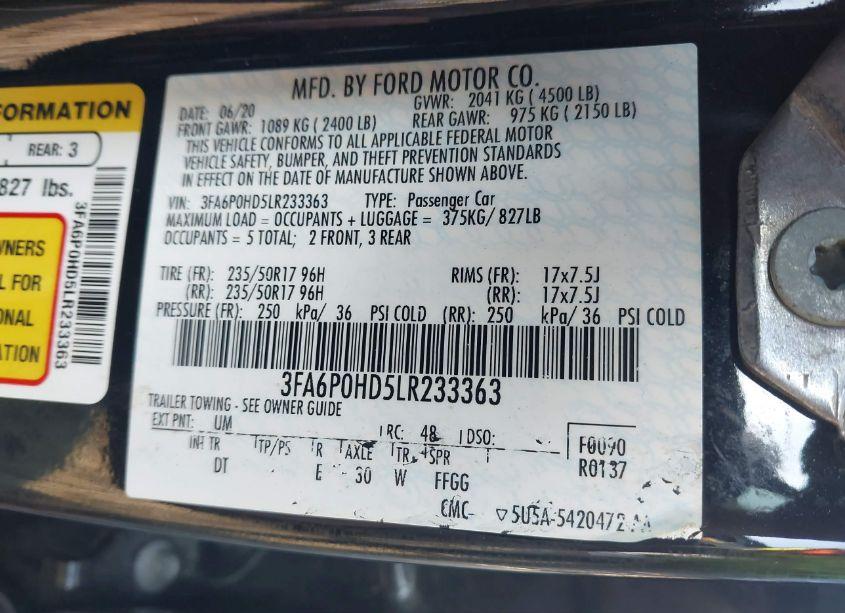 FORMATION
REAR: 3
827 lbs.
WNERS
L FOR
ONAL
ATION
3FA6P0HD5LR233363
MFD. BY FORD MOTOR CO.
DATE: 06/20 GVWR: 2041 KG ( 4500 LB)
FRONT GAWR: 1089 KG ( 2400 LB) REAR GAWR: 975 KG ( 2150 LB)
THIS VEHICLE CONFORMS TO ALL APPLICABLE FEDERAL MOTOR
VEHICLE SAFETY, BUMPER, AND THEFT PREVENTION STANDARDS
IN EFFECT ON THE DATE OF MANUFACTURE SHOWN ABOVE.
VIN: 3FA6P0HD5LR233363 TYPE: Passenger Car
MAXIMUM LOAD = OCCUPANTS + LUGGAGE = 375KG/ 827LB
OCCUPANTS = 5 TOTAL; 2 FRONT, 3 REAR
TIRE (FR): 235/50R17 96H RIMS (FR): 17x7.5J
(RR): 235/50R17 96H (RR): 17x7.5J
PRESSURE (FR): 250 kPa/ 36 PSI COLD (RR): 250 kPa/ 36 PSI COLD
3FA6P0HD5LR233363
TRAILER TOWING - SEE OWNER GUIDE
EXT PNT: UM RC: 48 DSO: F0090
INT TR TP/PS R AXLE TR SPR R0137
DT E 30 W FFGG
CMC- 5U5A-5420472-AA